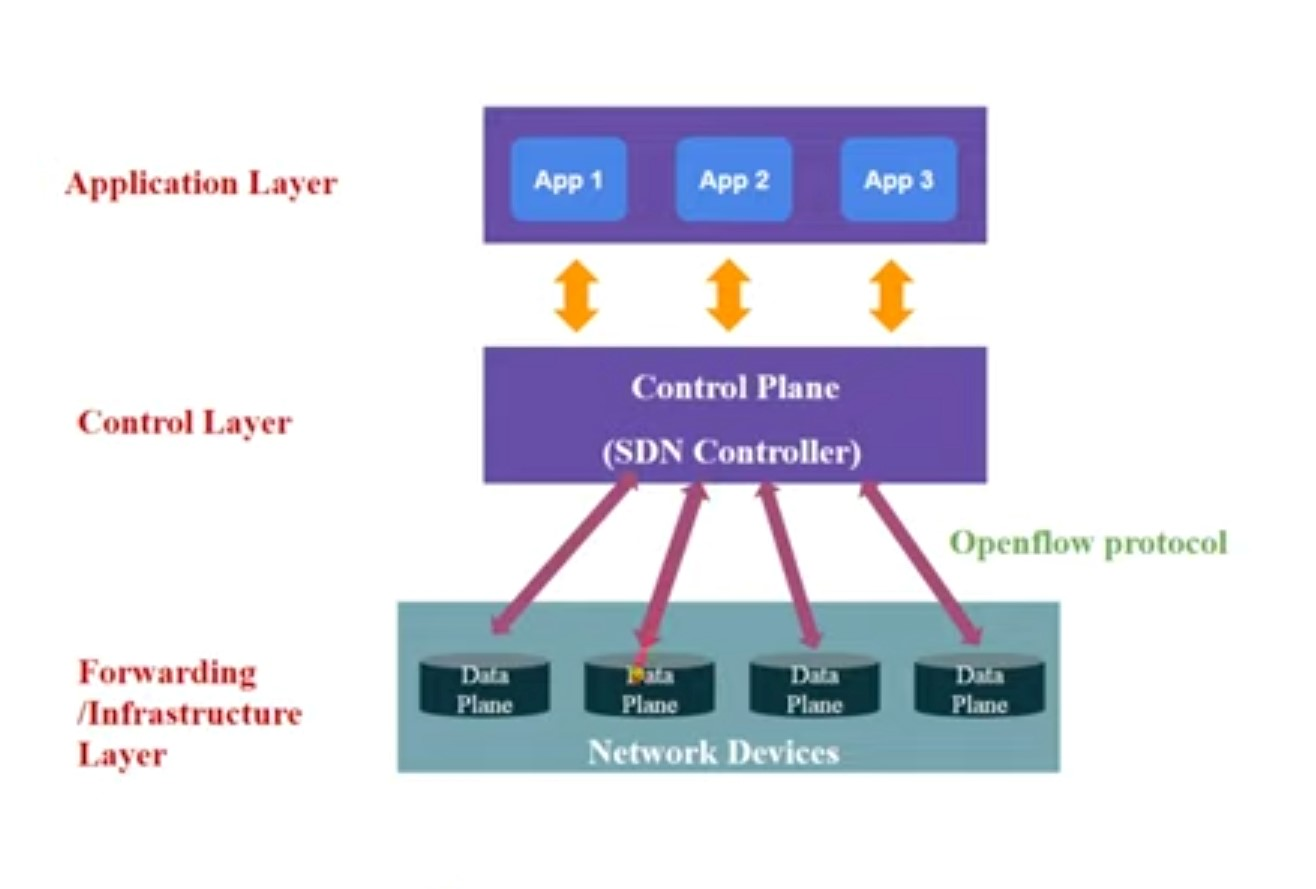 Application Layer
App 1
App 2
App 3
Control Layer
Control Plane
(SDN Controller)
Openflow protocol
Forwarding
/Infrastructure
Layer
Data
Plane
Data
Plane
Data
Plane
Data
Plane
Network Devices